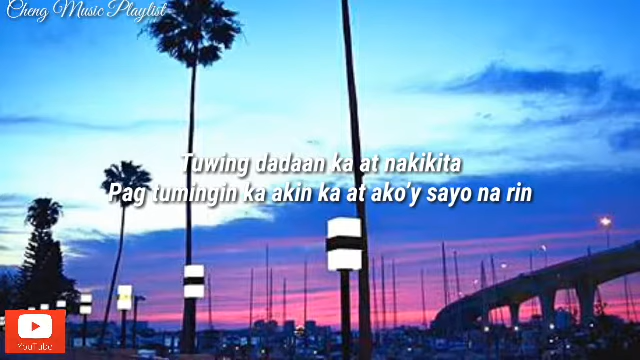 Cheng Music Playlist
Tuwing dadaan ka at nakikita
Pag tumingin ka akin ka at ako'y sayo na rin
YouTube